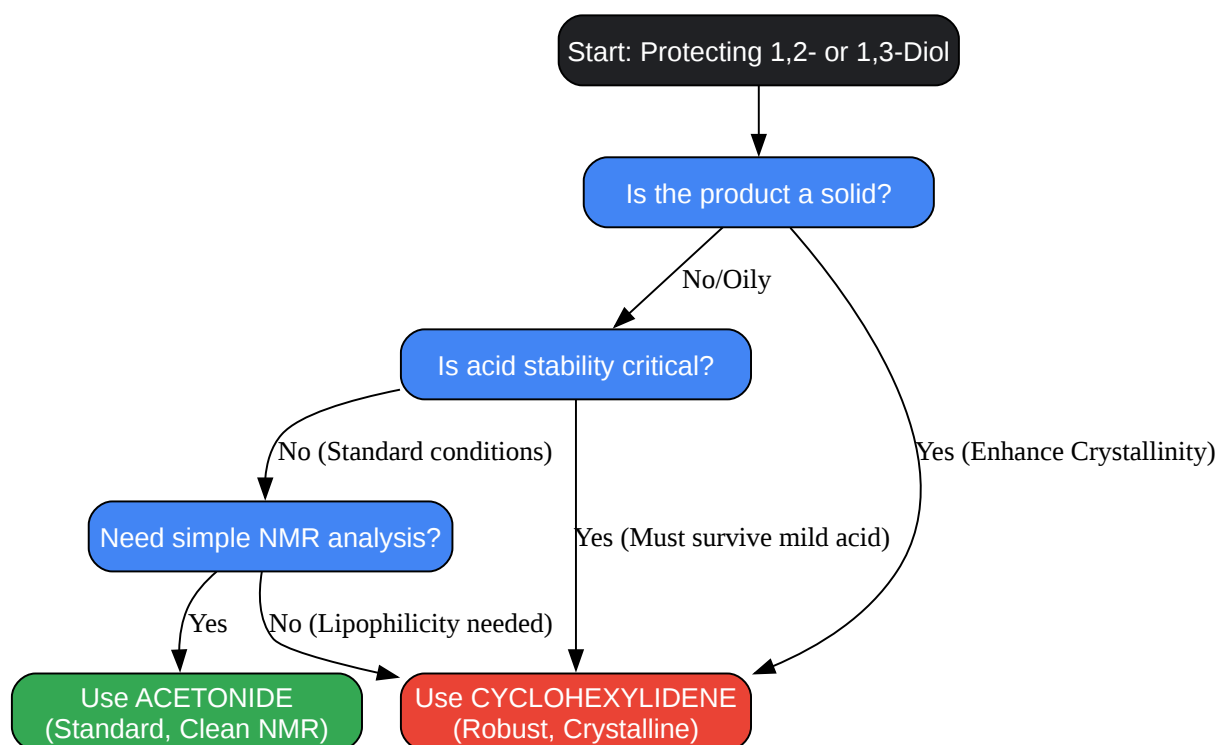 Start: Protecting 1,2- or 1,3-Diol
Is the product a solid?
No/Oily
Is acid stability critical?
No (Standard conditions)
Yes (Enhance Crystallinity)
Need simple NMR analysis?
Yes (Must survive mild acid)
Yes
No (Lipophilicity needed)
Use ACETONIDE
(Standard, Clean NMR)
Use CYCLOHEXYLIDENE
(Robust, Crystalline)